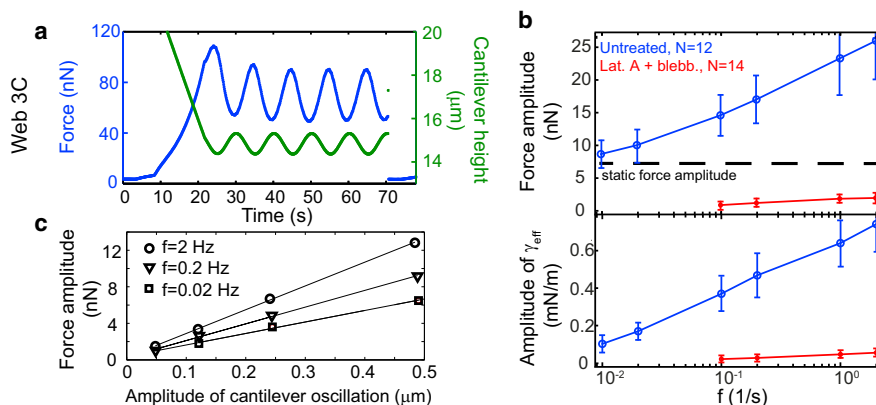 Web 3C
a
Force (nN)
120
80
40
0
20
18
16
14
Cantilever height
(μm)
0 10 20 30 40 50 60 70
Time (s)
c
Force amplitude
(nN)
12
8
4
0
f=2 Hz
f=0.2 Hz
f=0.02 Hz
0 0.1 0.2 0.3 0.4 0.5
Amplitude of cantilever oscillation (μm)
b
Force amplitude
(nN)
25
20
15
10
5
0
Untreated, N=12
Lat. A + blebb., N=14
static force amplitude
Amplitude of γeff
(mN/m)
0.6
0.4
0.2
0
10⁻² 10⁻¹ 10⁰
f (1/s)